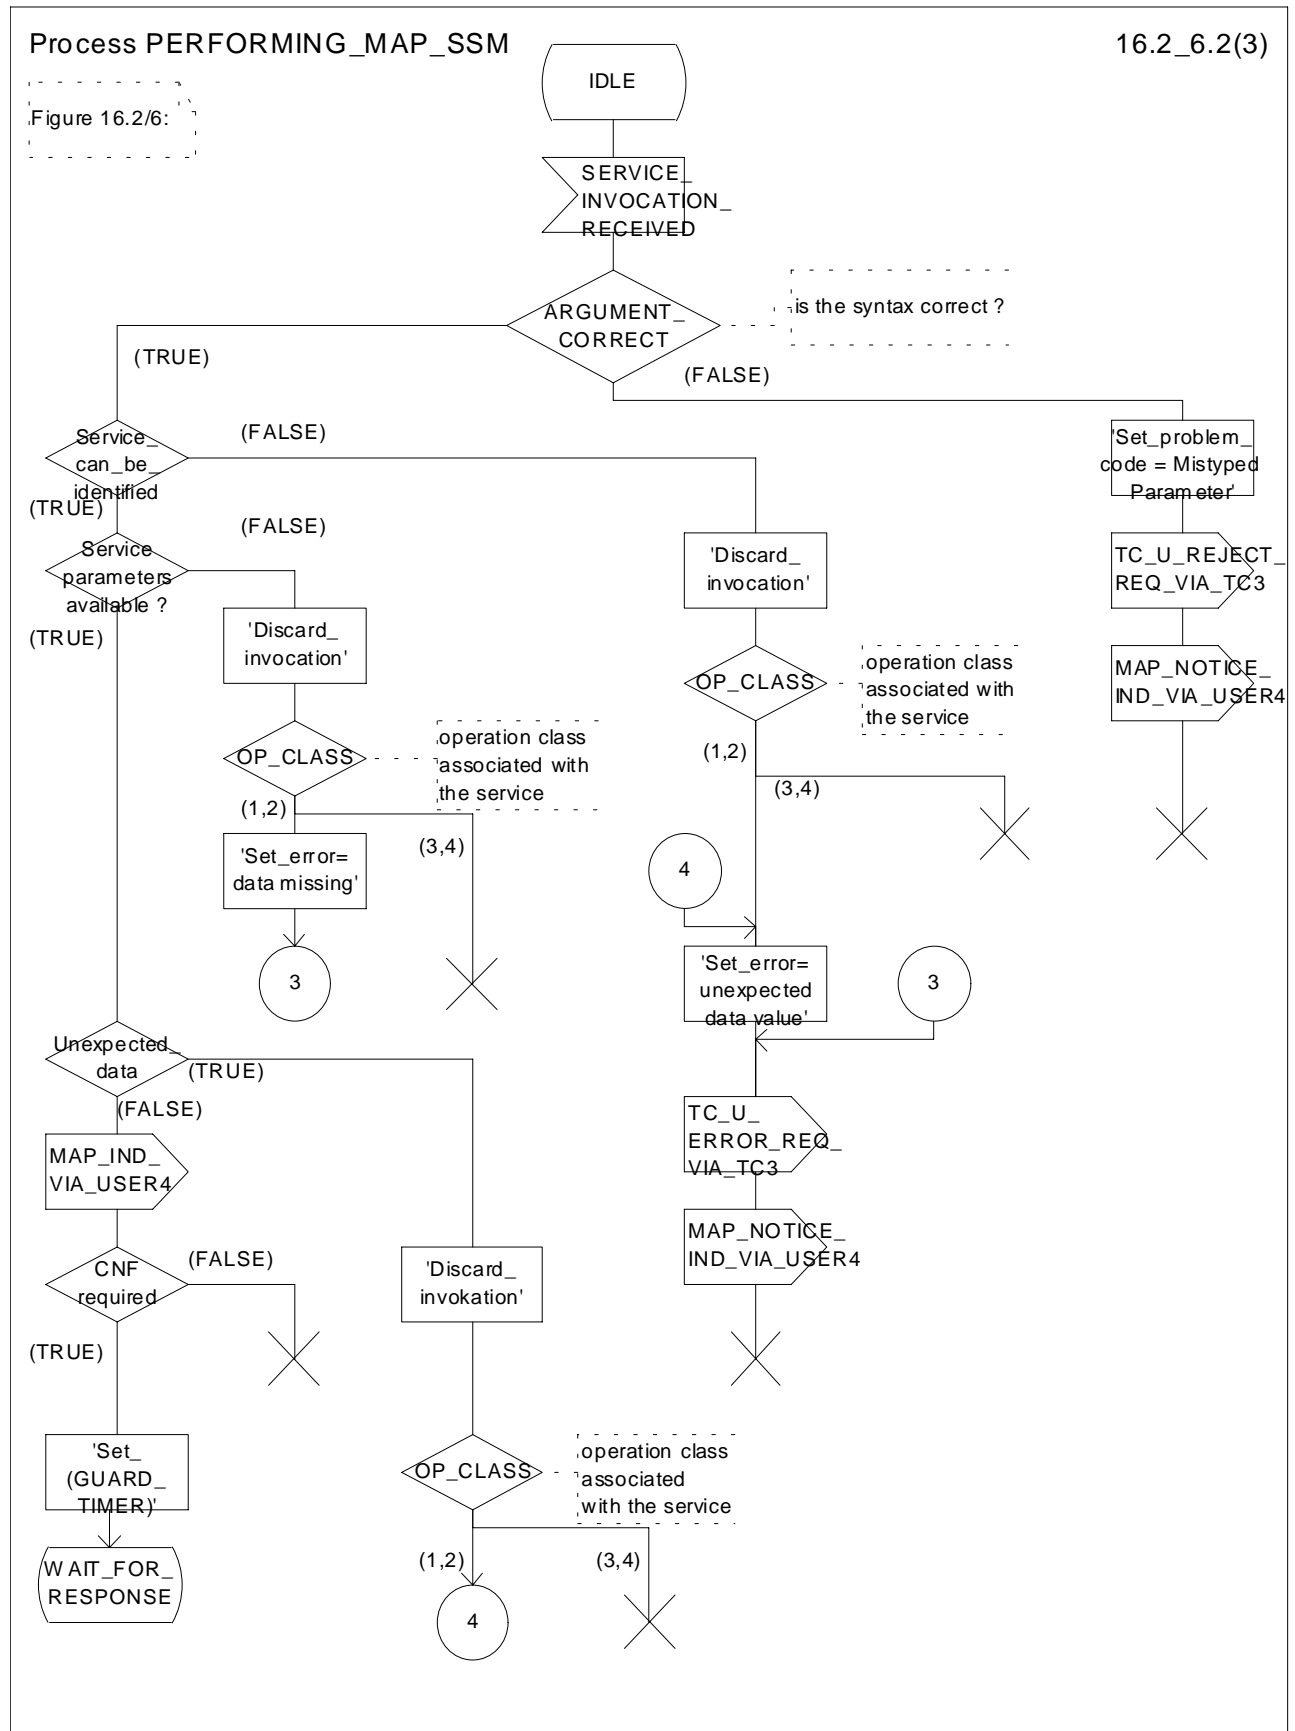 Process PERFORMING_MAP_SSM
16.2_6.2(3)
Figure 16.2/6:
IDLE
SERVICE_
INVOCATION_
RECEIVED
ARGUMENT_
CORRECT
is the syntax correct ?
(TRUE)
(FALSE)
Service_
can_be_
identified
(FALSE)
'Set_problem_
code = Mistyped
Parameter'
(TRUE)
(FALSE)
Service
parameters
available ?
'Discard_
invocation'
TC_U_REJECT_
REQ_VIA_TC3
(TRUE)
'Discard_
invocation'
OP_CLASS
operation class
associated with
the service
MAP_NOTICE_
IND_VIA_USER4
OP_CLASS
operation class
associated with
the service
(1,2)
(3,4)
(1,2)
(3,4)
'Set_error=
data missing'
4
3
'Set_error=
unexpected
data value'
3
Unexpected_
data
(TRUE)
(FALSE)
TC_U_
ERROR_REQ_
VIA_TC3
MAP_IND_
VIA_USER4
MAP_NOTICE_
IND_VIA_USER4
CNF
required
(FALSE)
'Discard_
invokation'
(TRUE)
'Set_
(GUARD_
TIMER)'
OP_CLASS
operation class
associated
with the service
(1,2)
(3,4)
WAIT_FOR_
RESPONSE
4